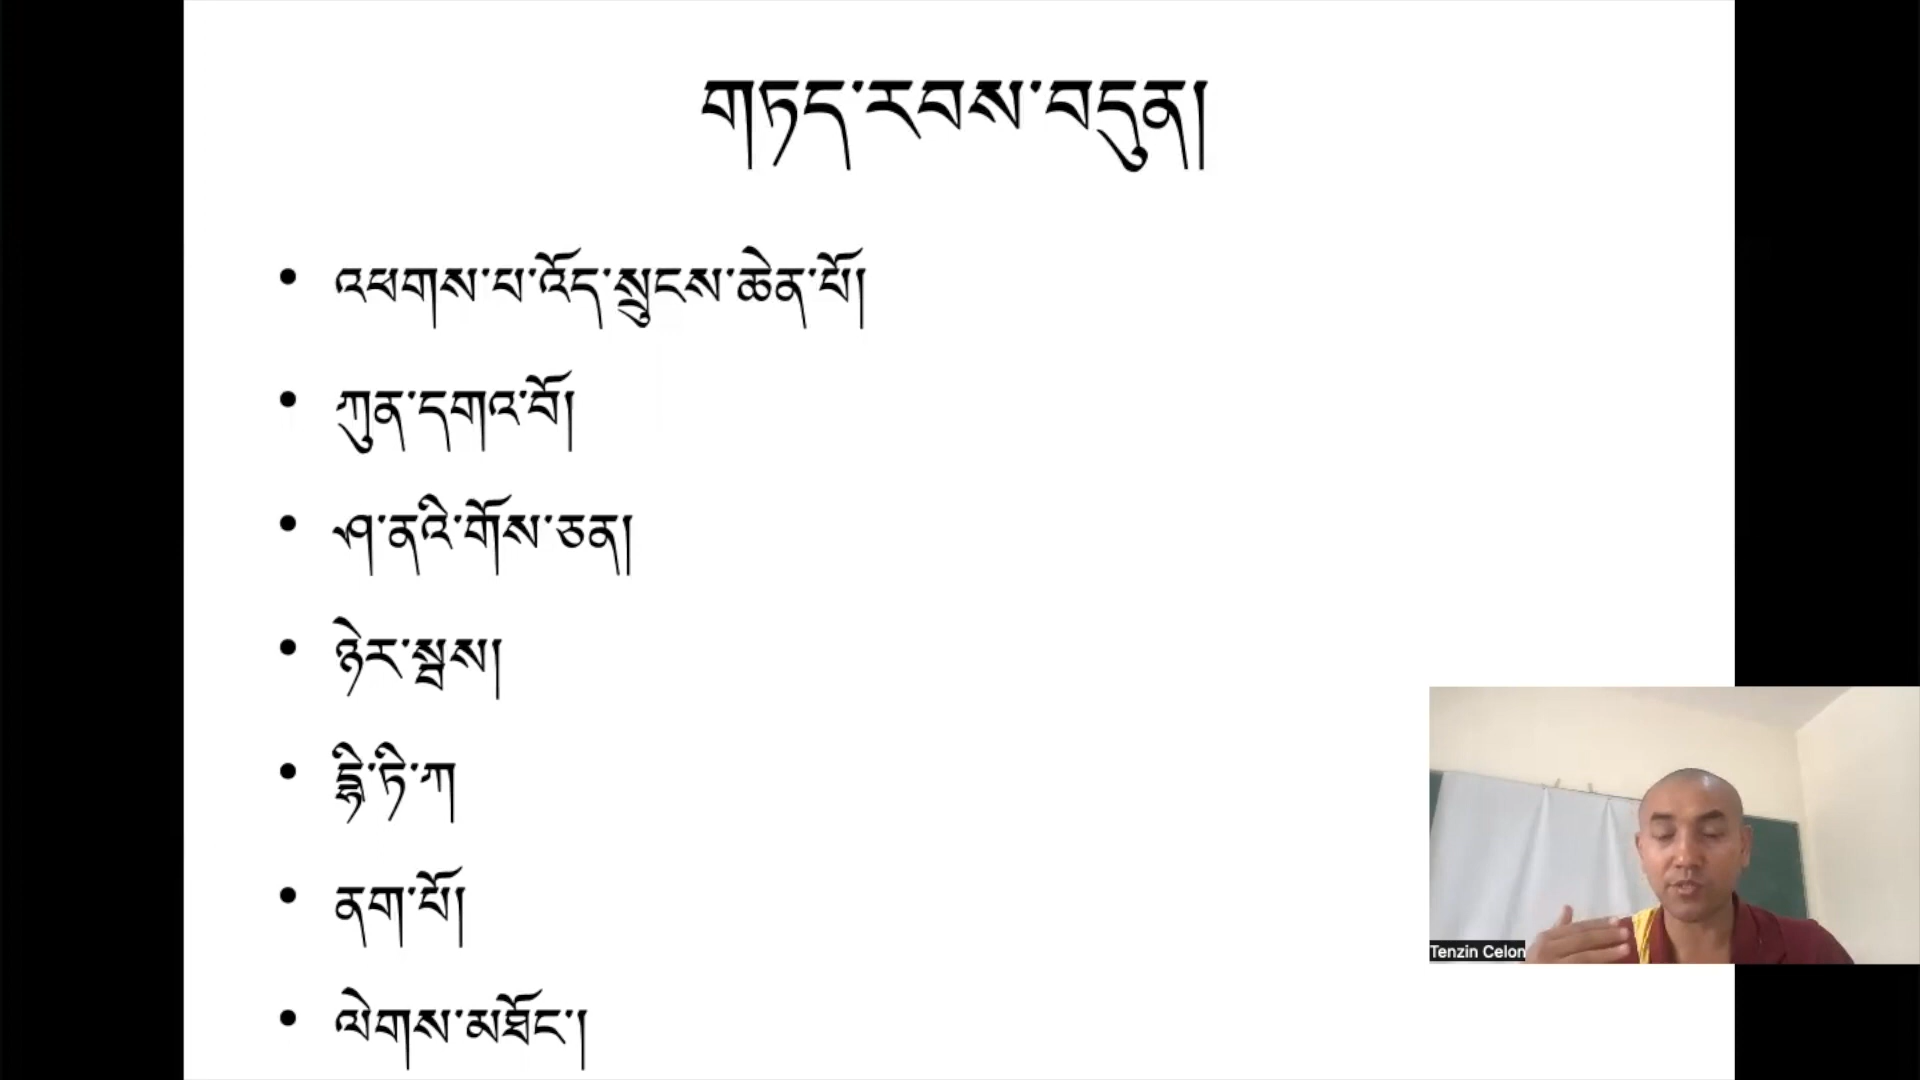 གཏད་རབས་བདུན།
• འཕགས་པ་འོད་སྲུངས་ཆེན་པོ།
• ཀུན་དགའ་བོ།
• ཤ་ནའི་གོས་ཅན།
• ཉེར་སྦས།
• དྷི་ཏི་ཀ
• ནག་པོ།
• ལེགས་མཐོང་།
Tenzin Celon